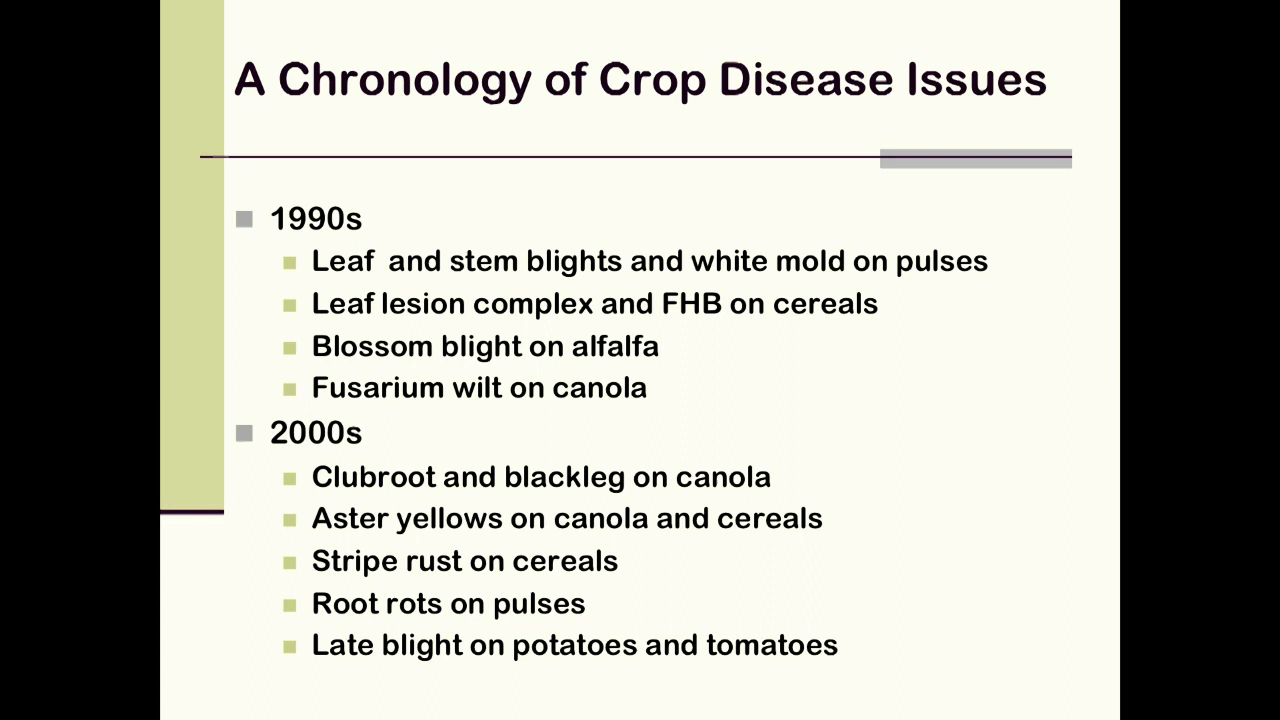 A Chronology of Crop Disease Issues
1990s
Leaf and stem blights and white mold on pulses
Leaf lesion complex and FHB on cereals
Blossom blight on alfalfa
Fusarium wilt on canola
2000s
Clubroot and blackleg on canola
Aster yellows on canola and cereals
Stripe rust on cereals
Root rots on pulses
Late blight on potatoes and tomatoes